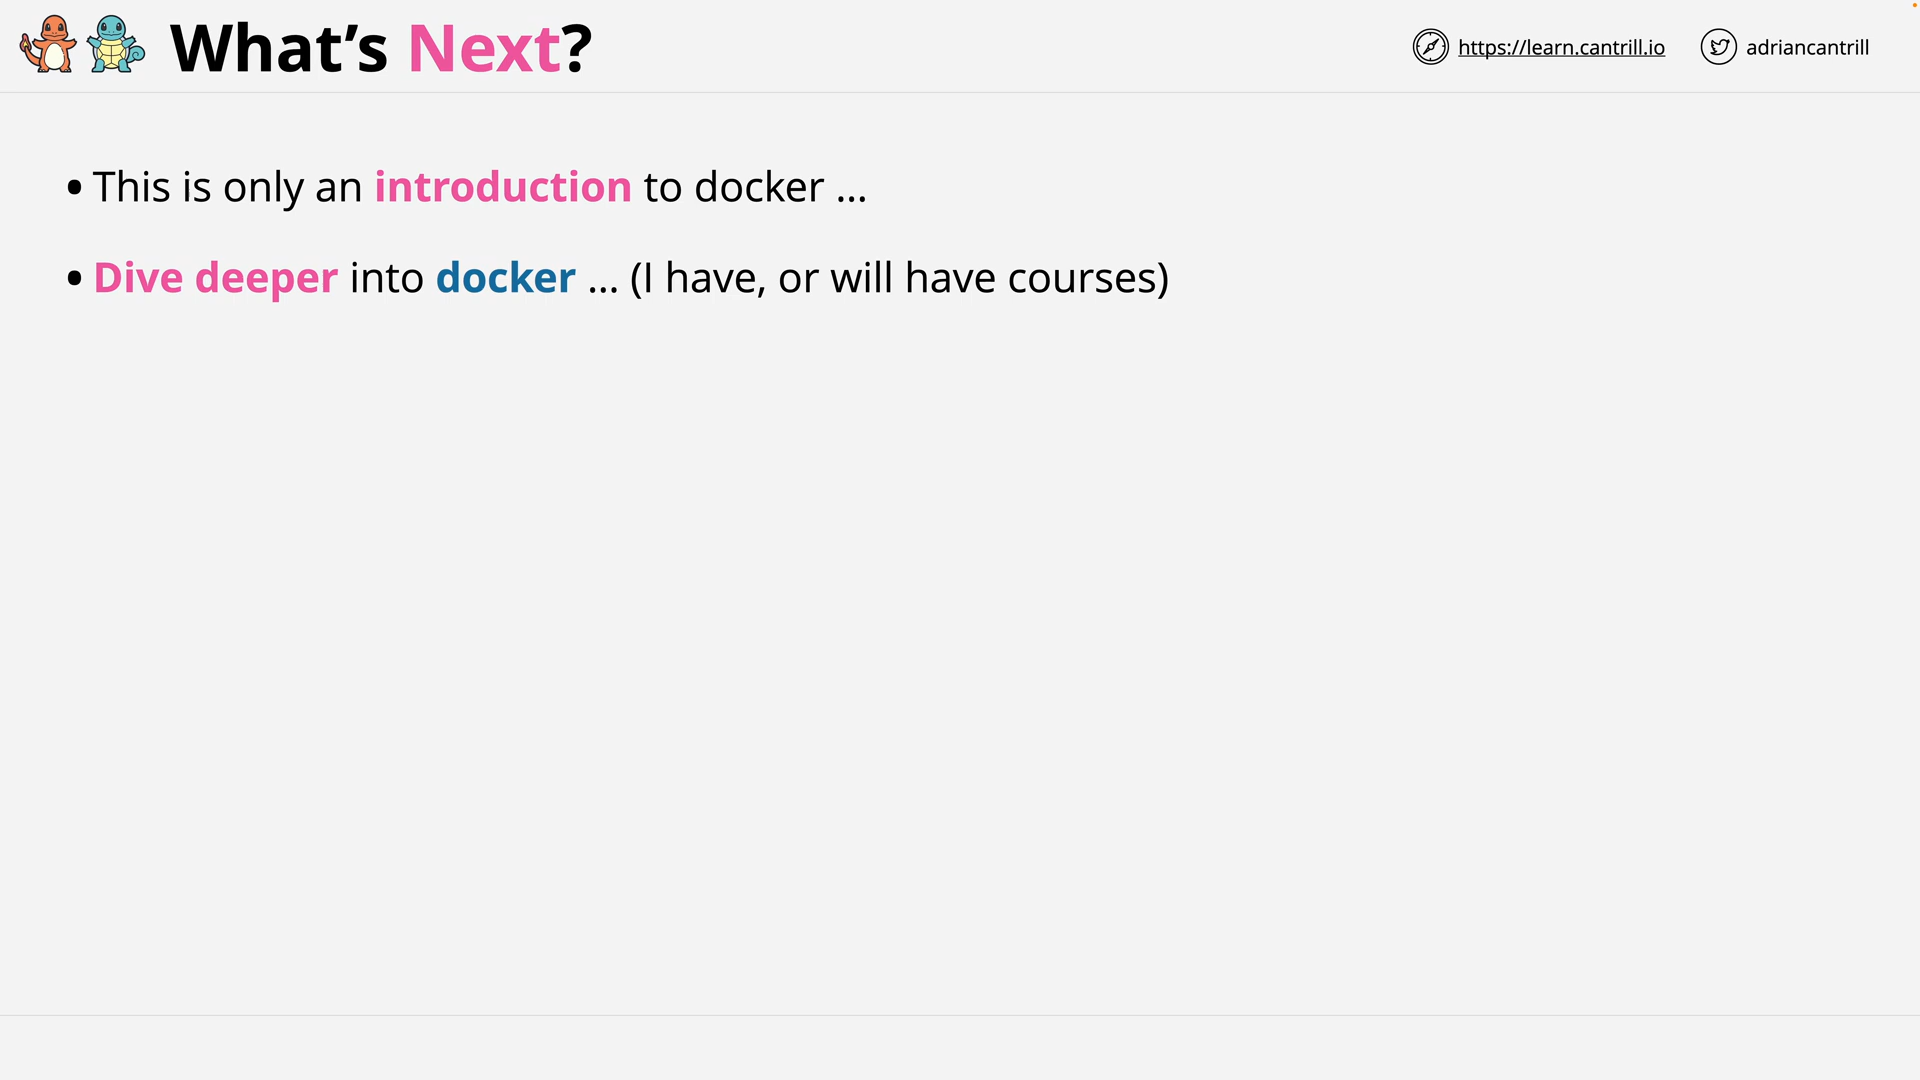 What’s Next?
https://learn.cantrill.io
adriancantrill
• This is only an introduction to docker …
• Dive deeper into docker … (I have, or will have courses)